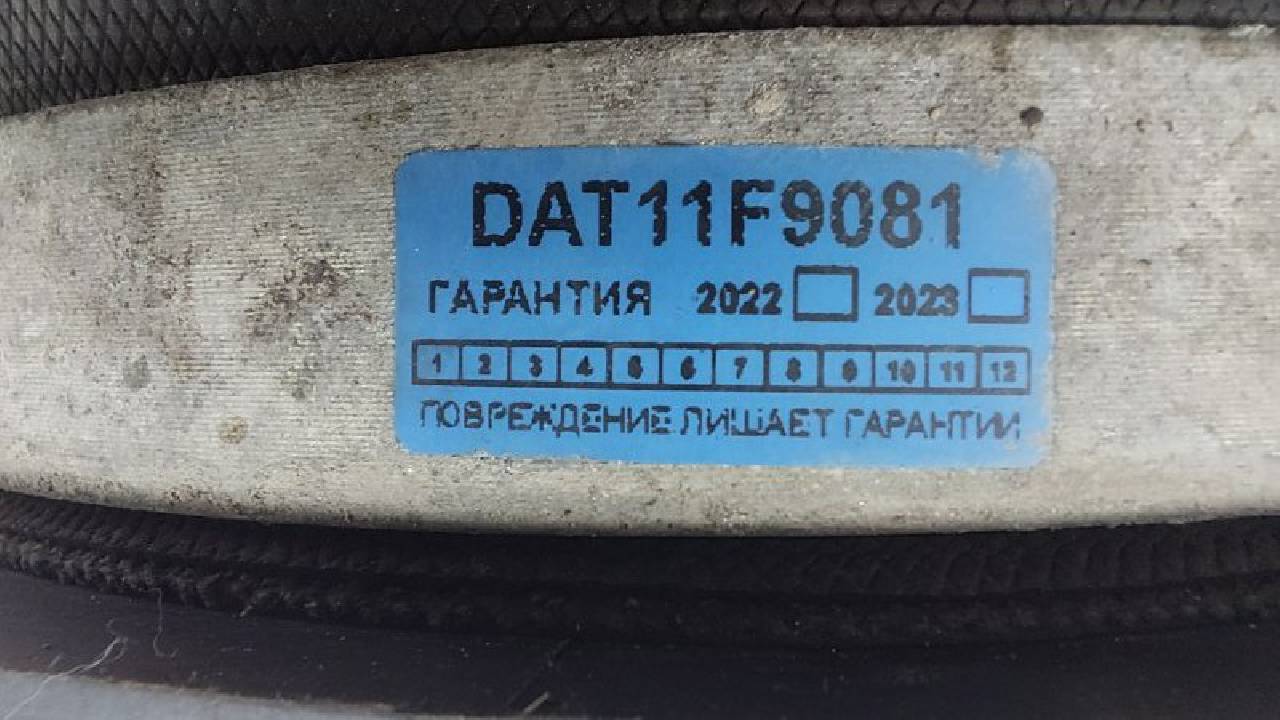 DAT11F9081
ГАРАНТИЯ 2022 2023
1 2 3 4 5 6 7 8 9 10 11 12
ПОВРЕЖДЕНИЕ ЛИШАЕТ ГАРАНТИИ